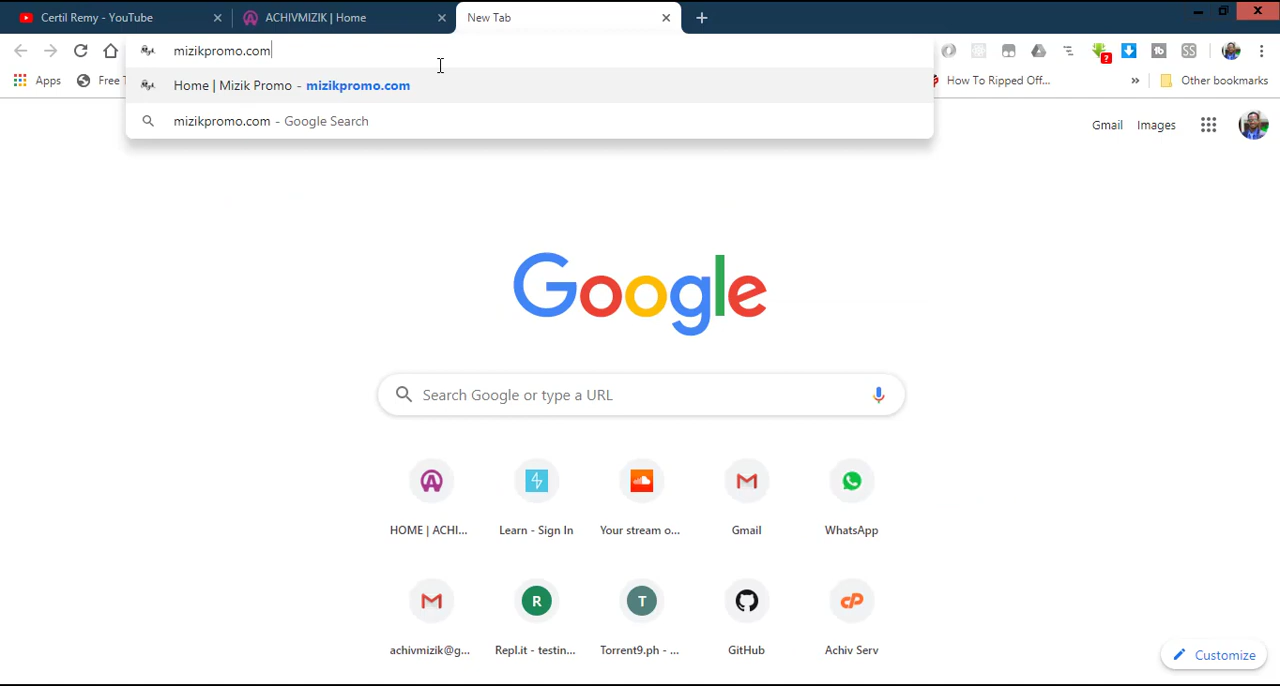 Certil Remy - YouTube
ACHIVMIZIK | Home
New Tab
mizikpromo.com
Home | Mizik Promo - mizikpromo.com
mizikpromo.com - Google Search
Apps
Free
How To Ripped Off...
»
Other bookmarks
Gmail
Images
Google
Search Google or type a URL
HOME | ACHI...
Learn - Sign In
Your stream o...
Gmail
WhatsApp
R
T
achivmizik@g...
Repl.it - testin...
Torrent9.ph - ...
GitHub
cP
Achiv Serv
Customize